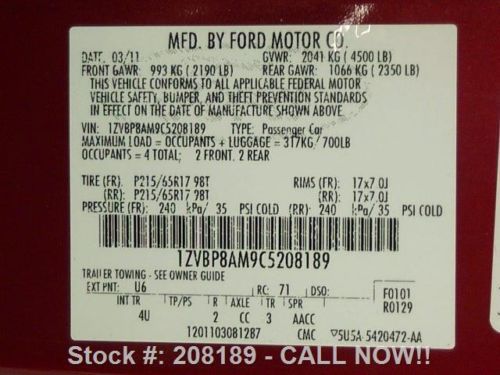 MFD. BY FORD MOTOR CO.
DATE: 03/11 GVWR: 2041 KG ( 4500 LB)
FRONT GAWR: 993 KG ( 2190 LB) REAR GAWR: 1066 KG ( 2350 LB)
THIS VEHICLE CONFORMS TO ALL APPLICABLE FEDERAL MOTOR
VEHICLE SAFETY, BUMPER, AND THEFT PREVENTION STANDARDS
IN EFFECT ON THE DATE OF MANUFACTURE SHOWN ABOVE.
VIN: 1ZVBP8AM9C5208189 TYPE: Passenger Car
MAXIMUM LOAD = OCCUPANTS + LUGGAGE = 317KG/ 700LB
OCCUPANTS = 4 TOTAL; 2 FRONT, 2 REAR
TIRE (FR): P215/65R17 98T RIMS (FR): 17x7.0J
(RR): P215/65R17 98T (RR): 17x7.0J
PRESSURE (FR): 240 kPa/ 35 PSI COLD (RR): 240 kPa/ 35 PSI COLD
1ZVBP8AM9C5208189
TRAILER TOWING - SEE OWNER GUIDE
EXT PNT: U6 RC: 71 DSO: F0101
R0129
INT TR TP/PS R AXLE TR SPR
4U 2 CC 3 AACC
1201103081287 CMC ▽5U5A-5420472-AA
Stock #: 208189 - CALL NOW!!